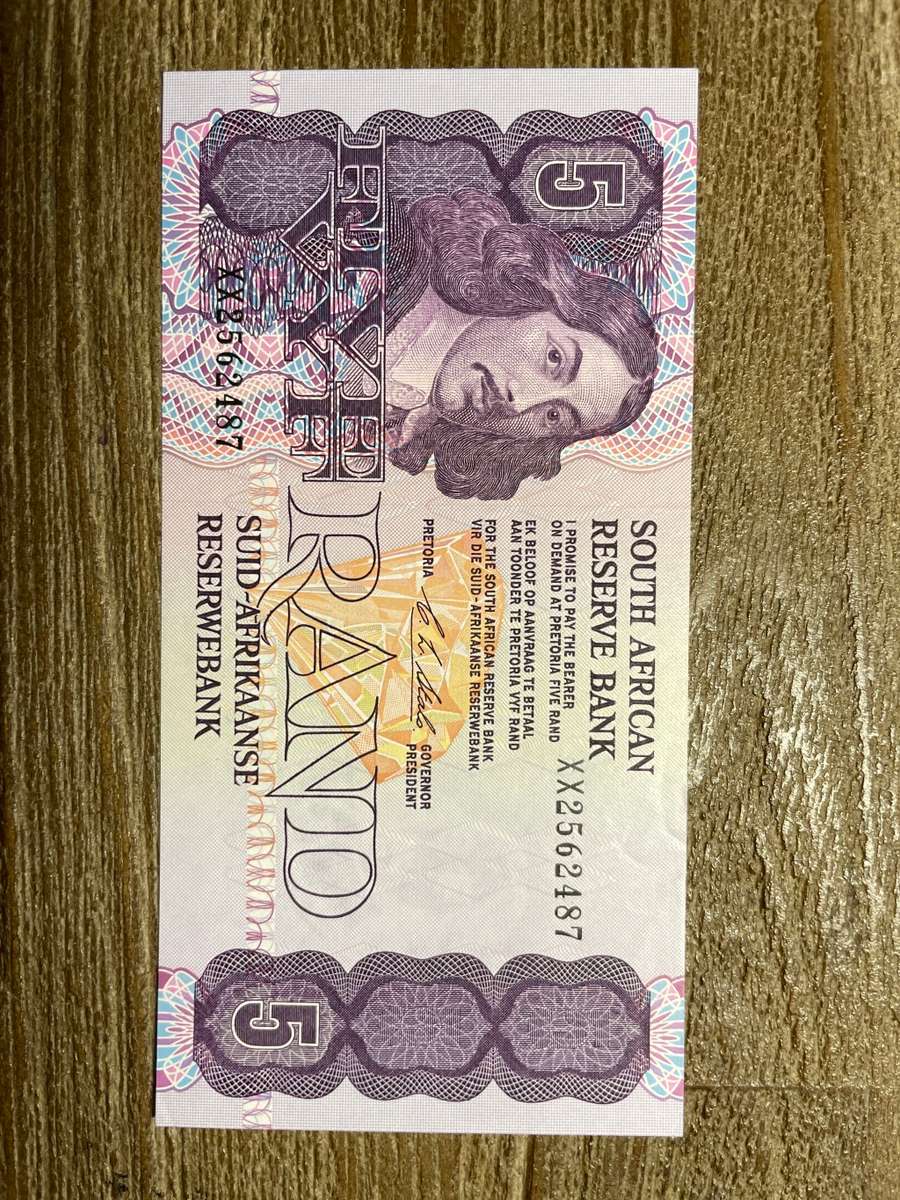 5
SOUTH AFRICAN
RESERVE BANK
I PROMISE TO PAY THE BEARER
ON DEMAND AT PRETORIA FIVE RAND
XX2562487
EK BELOOF OP AANVRAAG TE BETAAL
AAN TOONDER TE PRETORIA VYF RAND
FOR THE SOUTH AFRICAN RESERVE BANK
VIR DIE SUID-AFRIKAANSE RESERWEBANK
PRETORIA
GOVERNOR
PRESIDENT
FIVE
VYF
RAND
XX2562487
SUID-AFRIKAANSE
RESERWEBANK
5